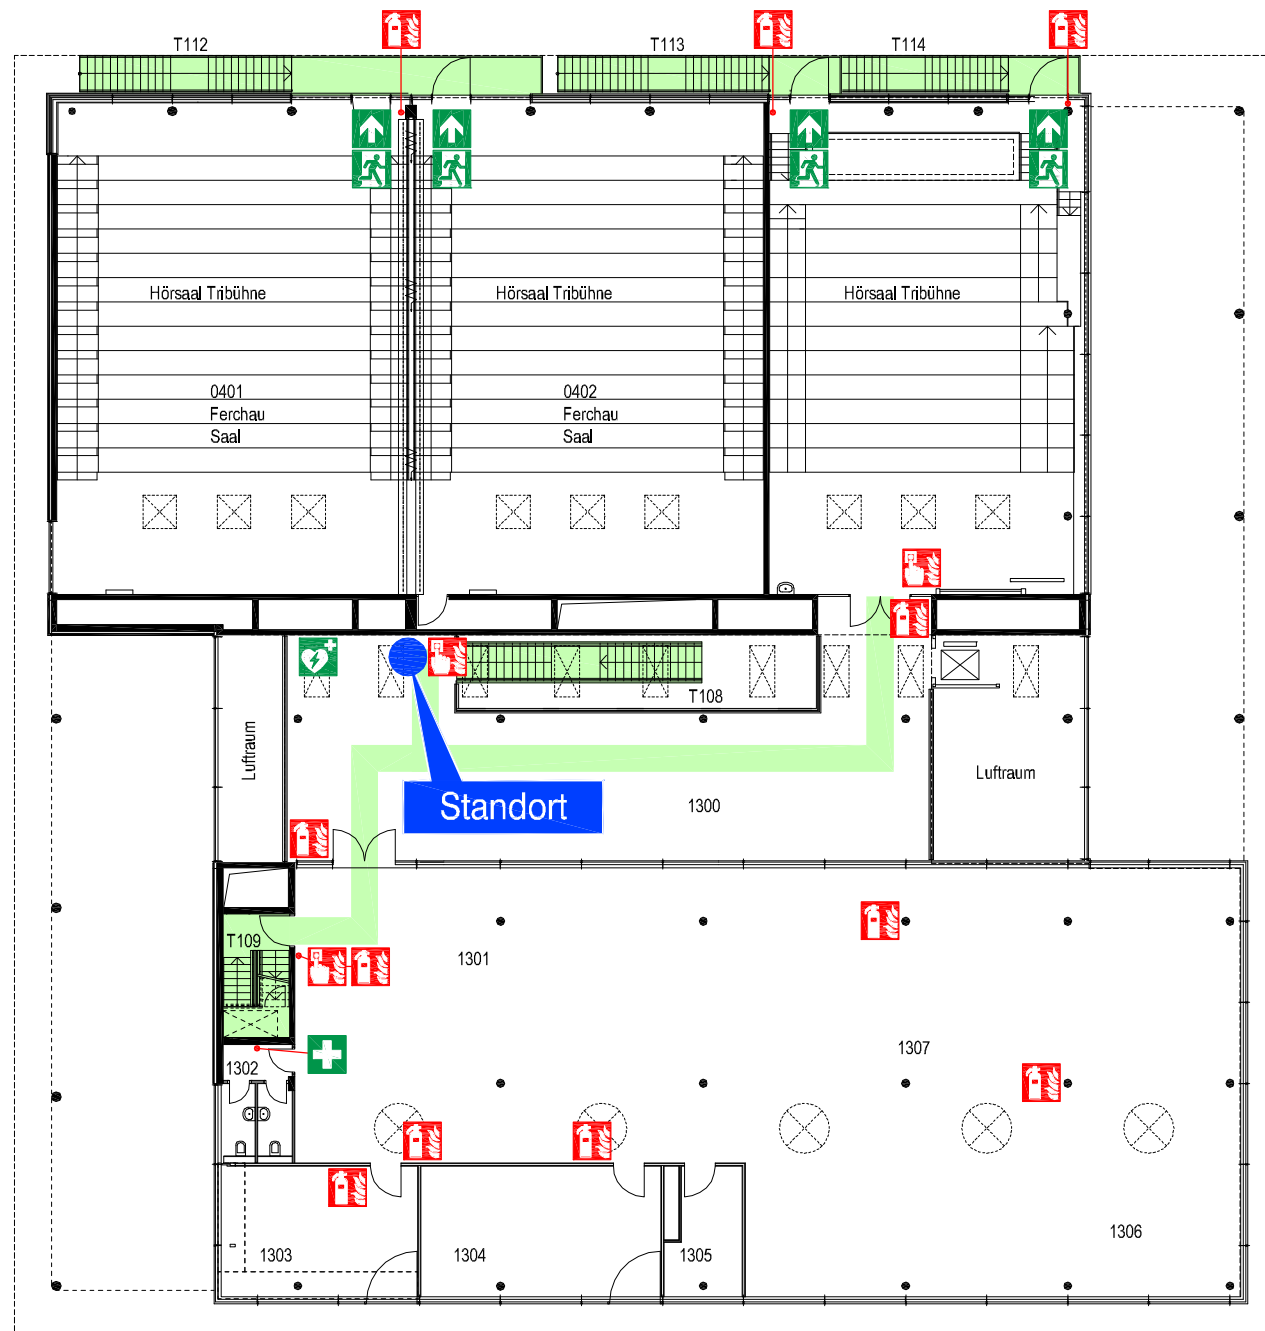 T112
T113
T114
Hörsaal Tribühne
Hörsaal Tribühne
Hörsaal Tribühne
0401
Ferchau
Saal
0402
Ferchau
Saal
T108
Luftraum
Luftraum
Standort
1300
T109
1301
1302
1307
1306
1303
1304
1305